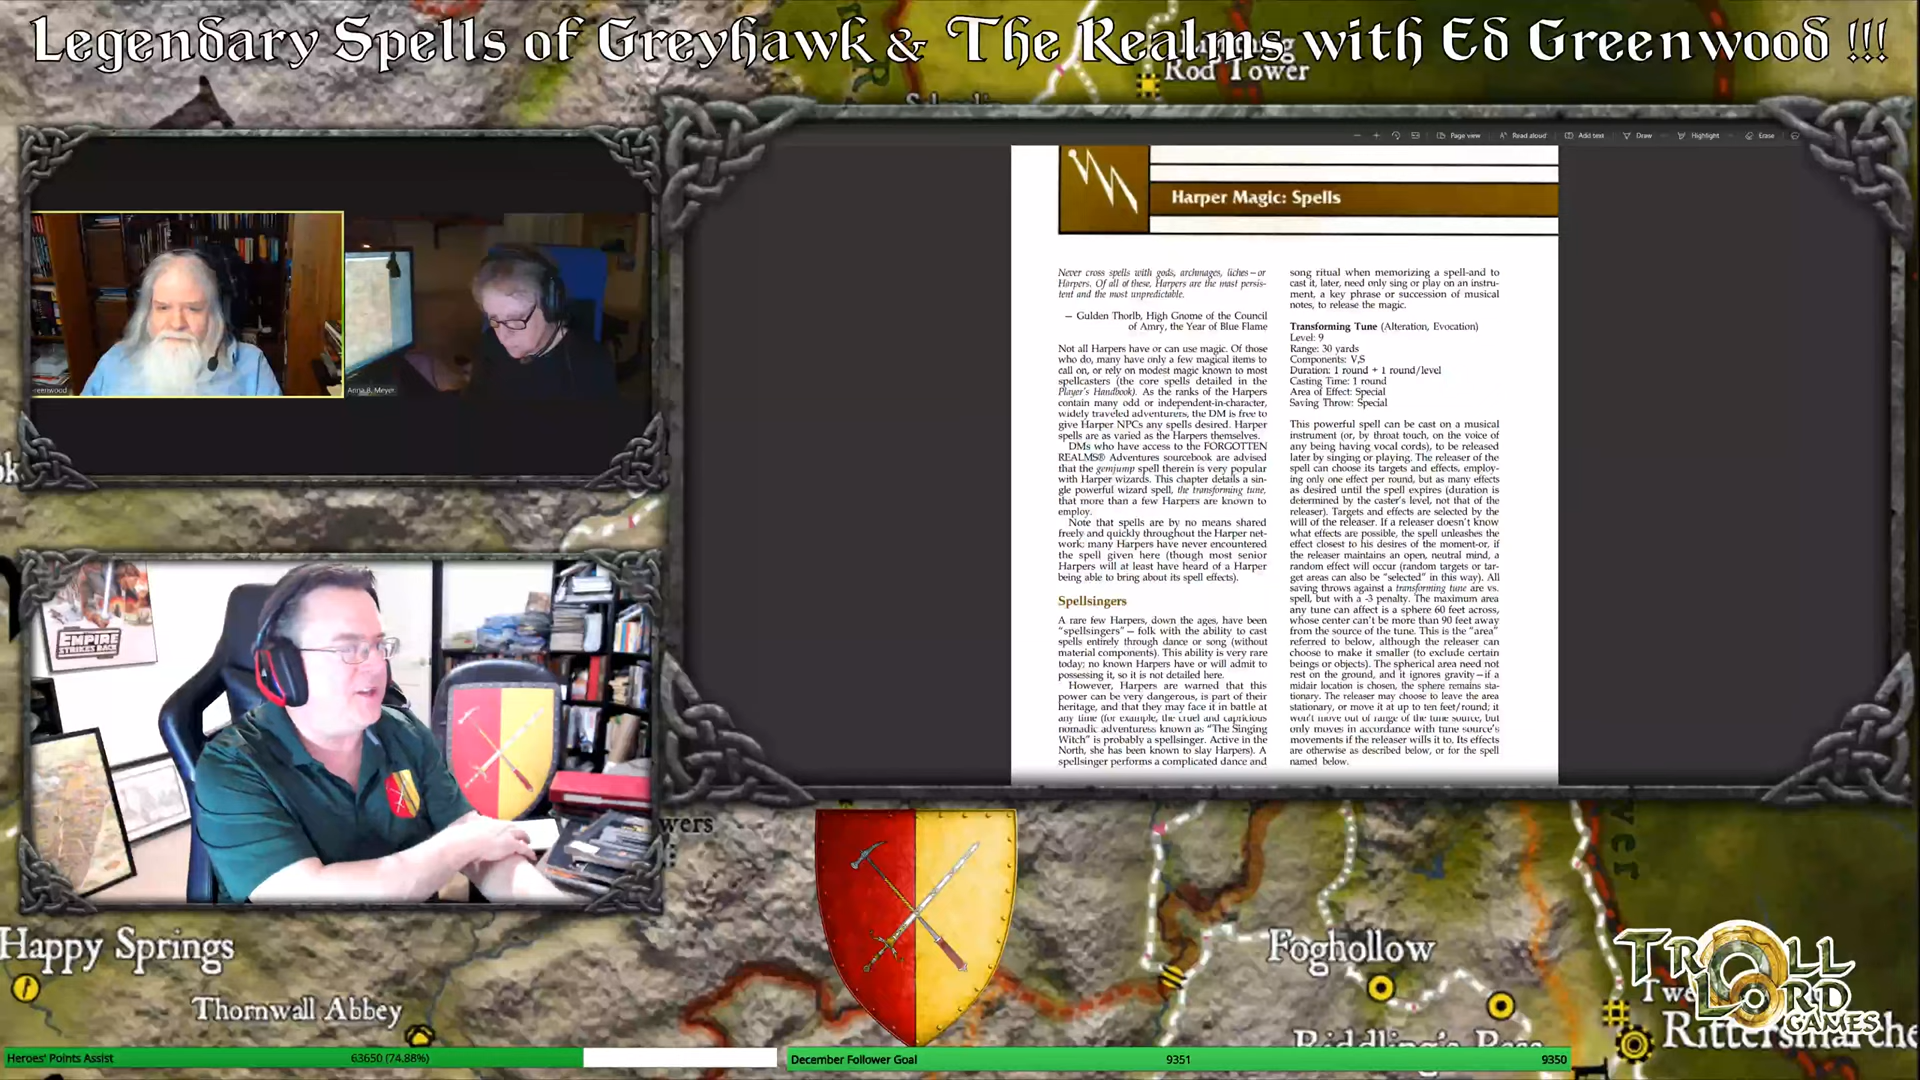 Legendary Spells of Greyhawk & The Realms with Ed Greenwood !!!
Rod Tower
Page view
Read aloud
Add text
Draw
Highlight
Erase
Harper Magic: Spells
Never cross spells with gods, archmages, liches—or
Harpers. Of all of these, Harpers are the most persis-
tent and the most unpredictable.
— Gulden Thorlb, High Gnome of the Council
of Amry, the Year of Blue Flame
Not all Harpers have or can use magic. Of those
who do, many have only a few magical items to
call on, or rely on modest magic known to most
spellcasters (the core spells detailed in the
Player's Handbook). As the ranks of the Harpers
contain many odd or independent-in-character,
widely traveled adventurers, the DM is free to
give Harper NPCs any spells desired. Harper
spells are as varied as the Harpers themselves.
DMs who have access to the FORGOTTEN
REALMS® Adventures sourcebook are advised
that the gemjump spell therein is very popular
with Harper wizards. This chapter details a sin-
gle powerful wizard spell, the transforming tune,
that more than a few Harpers are known to
employ.
Note that spells are by no means shared
freely and quickly throughout the Harper net-
work; many Harpers have never encountered
the spell given here (though most senior
Harpers will at least have heard of a Harper
being able to bring about its spell effects).
Spellsingers
A rare few Harpers, down the ages, have been
"spellsingers"—folk with the ability to cast
spells entirely through dance or song (without
material components). This ability is very rare
today; no known Harpers have or will admit to
possessing it, so it is not detailed here.
However, Harpers are warned that this
power can be very dangerous, is part of their
heritage, and that they may face it in battle at
any time (for example, the cruel and capricious
nomadic adventuress known as "The Singing
Witch" is probably a spellsinger. Active in the
North, she has been known to slay Harpers). A
spellsinger performs a complicated dance and
song ritual when memorizing a spell-and to
cast it, later, need only sing or play on an instru-
ment, a key phrase or succession of musical
notes, to release the magic.
Transforming Tune (Alteration, Evocation)
Level: 9
Range: 30 yards
Components: V,S
Duration: 1 round + 1 round/level
Casting Time: 1 round
Area of Effect: Special
Saving Throw: Special
This powerful spell can be cast on a musical
instrument (or, by throat touch, on the voice of
any being having vocal cords), to be released
later by singing or playing. The releaser of the
spell can choose its targets and effects, employ-
ing only one effect per round, but as many effects
as desired until the spell expires (duration is
determined by the caster's level, not that of the
releaser). Targets and effects are selected by the
will of the releaser. If a releaser doesn't know
what effects are possible, the spell unleashes the
effect closest to his desires of the moment-or, if
the releaser maintains an open, neutral mind, a
random effect will occur (random targets or tar-
get areas can also be "selected" in this way). All
saving throws against a transforming tune are vs.
spell, but with a -3 penalty. The maximum area
any tune can affect is a sphere 60 feet across,
whose center can't be more than 90 feet away
from the source of the tune. This is the "area"
referred to below, although the releaser can
choose to make it smaller (to exclude certain
beings or objects). The spherical area need not
rest on the ground, and it ignores gravity—if a
midair location is chosen, the sphere remains sta-
tionary. The releaser may choose to leave the area
stationary, or move it at up to ten feet/round; it
won't move out of range of the tune source, but
only moves in accordance with tune source's
movements if the releaser wills it to. Its effects
are otherwise as described below, or for the spell
named below.
reenwood
Anna B. Meyer
EMPIRE
STRIKES BACK
wers
Happy Springs
Thornwall Abbey
Foghollow
Riddling's Pass
TROLL
LORD
GAMES
Rittersmarche
Heroes' Points Assist
63650 (74.88%)
December Follower Goal
9351
9350